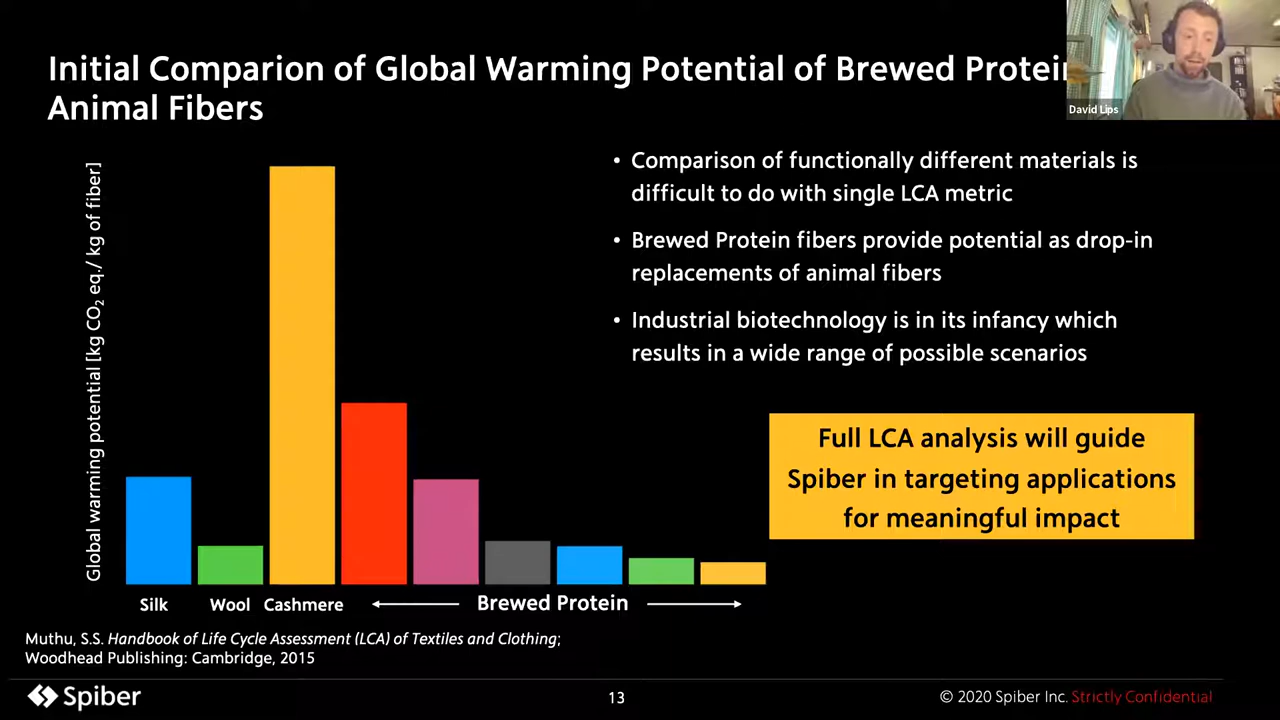 Initial Comparion of Global Warming Potential of Brewed Protein
Animal Fibers
David Lips
Global warming potential [kg CO₂ eq./ kg of fiber]
• Comparison of functionally different materials is
difficult to do with single LCA metric
• Brewed Protein fibers provide potential as drop-in
replacements of animal fibers
• Industrial biotechnology is in its infancy which
results in a wide range of possible scenarios
Full LCA analysis will guide
Spiber in targeting applications
for meaningful impact
Silk Wool Cashmere Brewed Protein
Muthu, S.S. Handbook of Life Cycle Assessment (LCA) of Textiles and Clothing;
Woodhead Publishing: Cambridge, 2015
Spiber 13 © 2020 Spiber Inc. Strictly Confidential